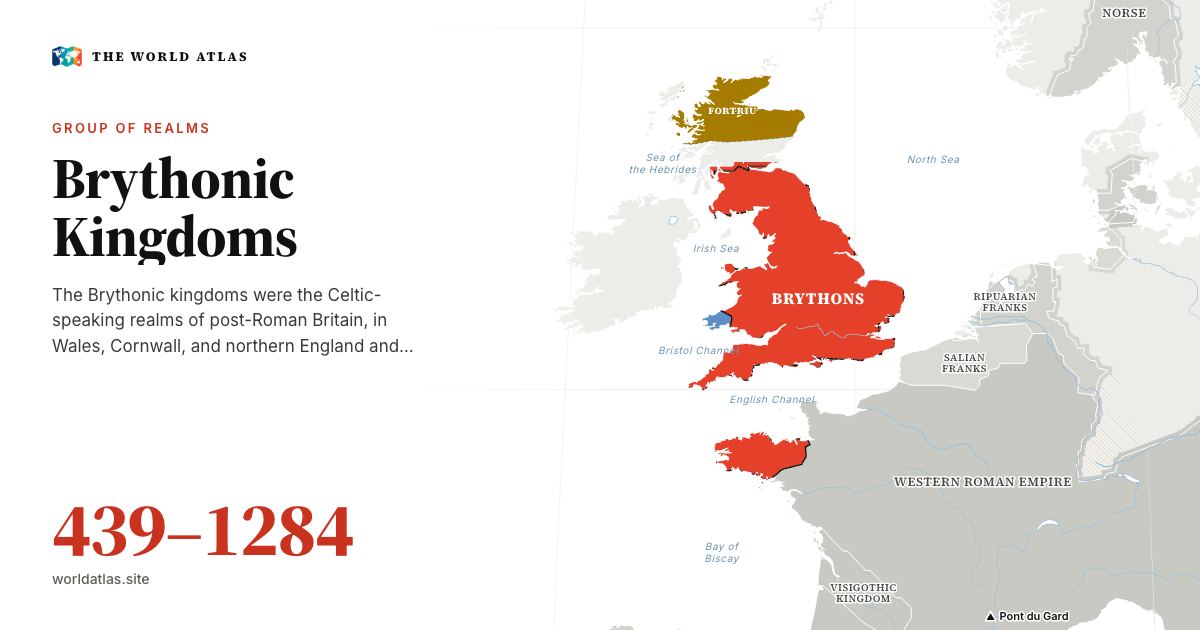 THE WORLD ATLAS
GROUP OF REALMS
Brythonic
Kingdoms
The Brythonic kingdoms were the Celtic-
speaking realms of post-Roman Britain, in
Wales, Cornwall, and northern England and...
439–1284
worldatlas.site
NORSE
FORTRIU
Sea of
the Hebrides
North Sea
Irish Sea
BRYTHONS
RIPUARIAN
FRANKS
Bristol Channel
SALIAN
FRANKS
English Channel
WESTERN ROMAN EMPIRE
Bay of
Biscay
VISIGOTHIC
KINGDOM
Pont du Gard